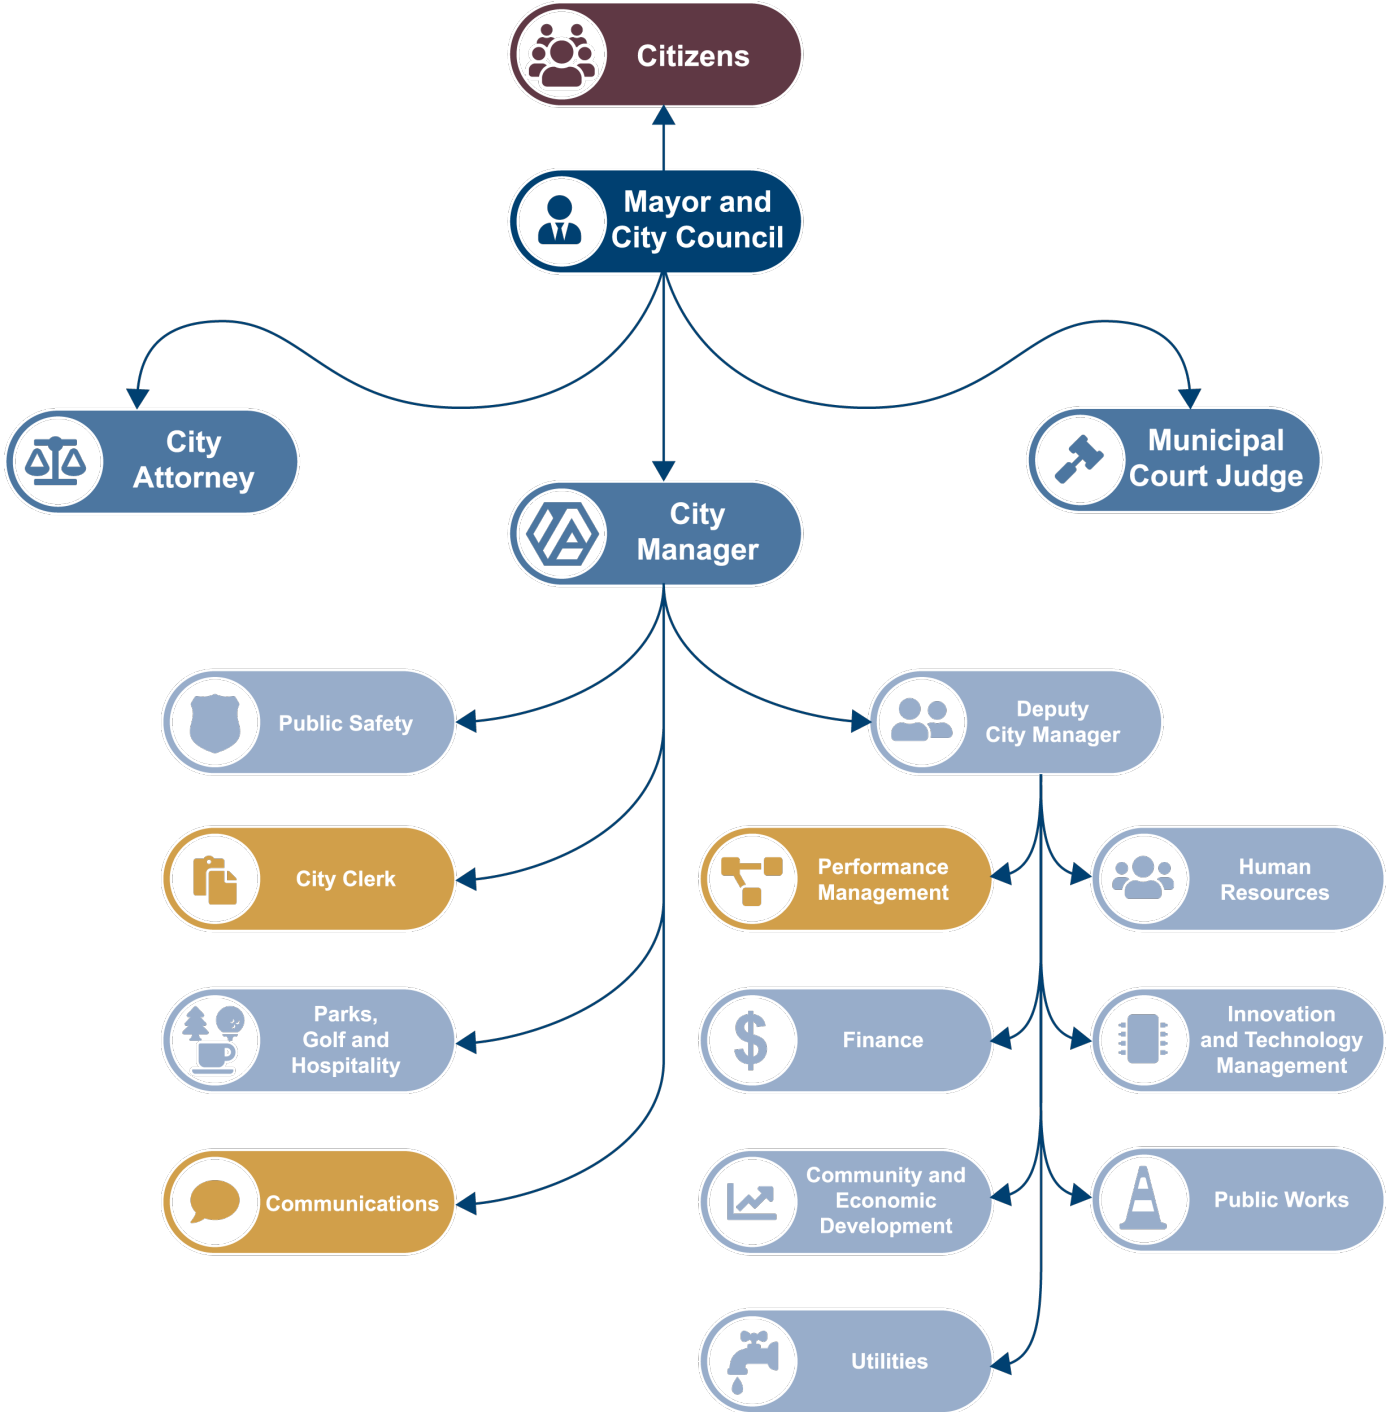 Citizens
Mayor and
City Council
City
Attorney
Municipal
Court Judge
City
Manager
Public Safety
Deputy
City Manager
City Clerk
Performance
Management
Human
Resources
Parks,
Golf and
Hospitality
Finance
Innovation
and Technology
Management
Communications
Community and
Economic
Development
Public Works
Utilities